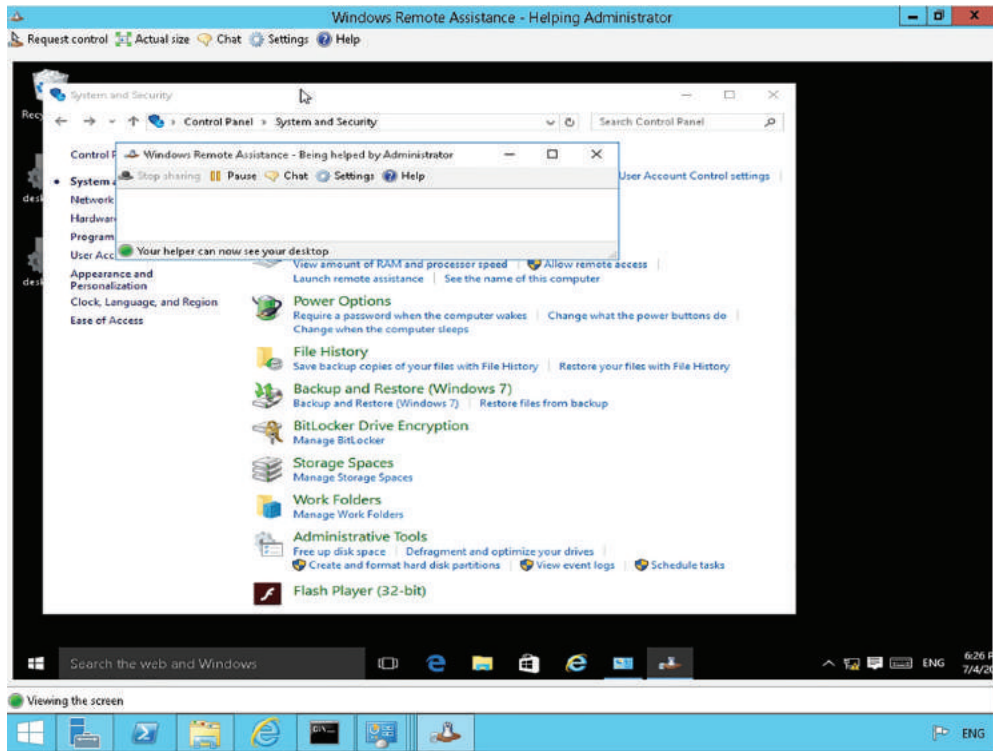 Windows Remote Assistance - Helping Administrator
Request control Actual size Chat Settings Help
System and Security
Control Panel System and Security Search Control Panel
Windows Remote Assistance - Being helped by Administrator
Stop sharing Pause Chat Settings Help
User Account Control settings
System
Network
Hardwar
Program
User Acc
Your helper can now see your desktop
View amount of RAM and processor speed Allow remote access
Appearance and
Personalization
Launch remote assistance See the name of this computer
Clock, Language, and Region
Ease of Access
Power Options
Require a password when the computer wakes Change what the power buttons do
Change when the computer sleeps
File History
Save backup copies of your files with File History Restore your files with File History
Backup and Restore (Windows 7)
Backup and Restore (Windows 7) Restore files from backup
BitLocker Drive Encryption
Manage BitLocker
Storage Spaces
Manage Storage Spaces
Work Folders
Manage Work Folders
Administrative Tools
Free up disk space Defragment and optimize your drives
Create and format hard disk partitions View event logs Schedule tasks
Flash Player (32-bit)
Search the web and Windows
ENG
6:26 P
7/4/20
Viewing the screen
ENG